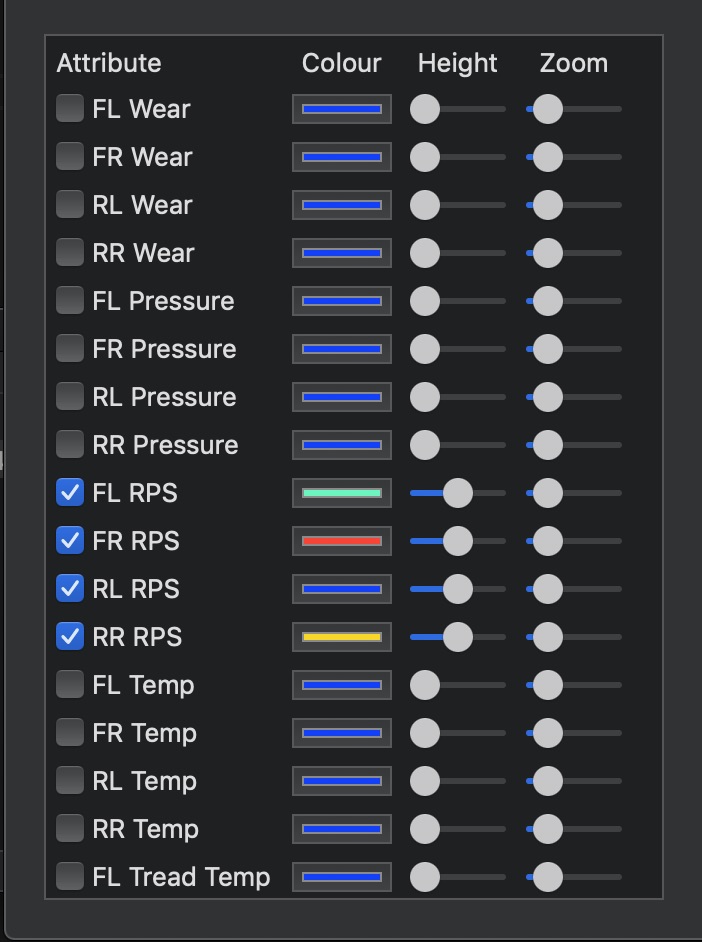 Attribute Colour Height Zoom
FL Wear
FR Wear
RL Wear
RR Wear
FL Pressure
FR Pressure
RL Pressure
RR Pressure
FL RPS
FR RPS
RL RPS
RR RPS
FL Temp
FR Temp
RL Temp
RR Temp
FL Tread Temp